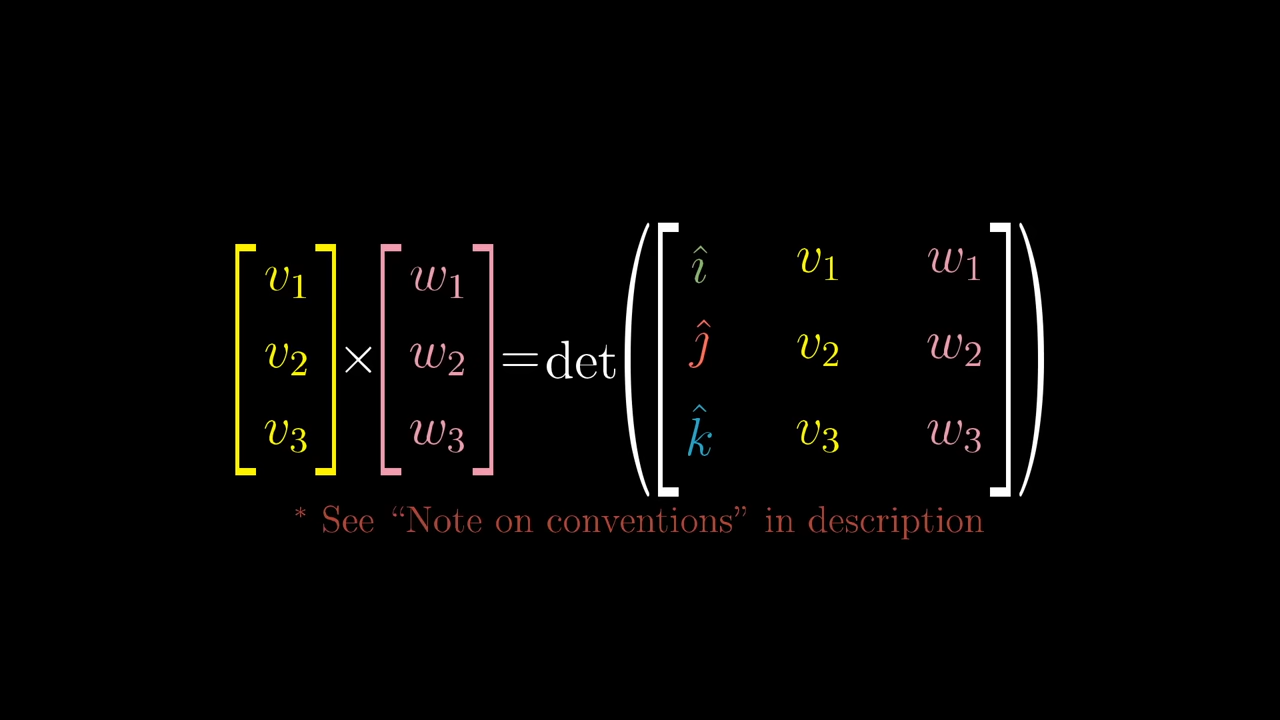 [v₁ v₂ v₃] × [w₁ w₂ w₃] = det([î v₁ w₁
ĵ v₂ w₂
k̂ v₃ w₃])
* See “Note on conventions” in description